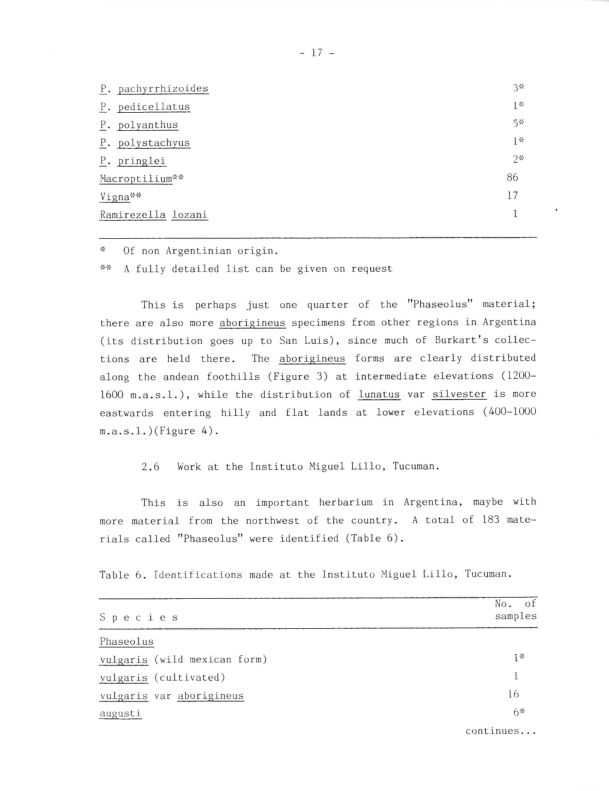 - 17 -
P. pachyrrhizoides 3*
P. pedicellatus 1*
P. polyanthus 5*
P. polystachyus 1*
P. pringlei 2*
Macroptilium** 86
Vigna** 17
Ramirezella lozani 1
* Of non Argentinian origin.
** A fully detailed list can be given on request
This is perhaps just one quarter of the "Phaseolus" material;
there are also more aborigineus specimens from other regions in Argentina
(its distribution goes up to San Luis), since much of Burkart's collec-
tions are held there. The aborigineus forms are clearly distributed
along the andean foothills (Figure 3) at intermediate elevations (1200-
1600 m.a.s.l.), while the distribution of lunatus var silvester is more
eastwards entering hilly and flat lands at lower elevations (400-1000
m.a.s.l.)(Figure 4).
2.6 Work at the Instituto Miguel Lillo, Tucuman.
This is also an important herbarium in Argentina, maybe with
more material from the northwest of the country. A total of 183 mate-
rials called "Phaseolus" were identified (Table 6).
Table 6. Identifications made at the Instituto Miguel Lillo, Tucuman.
No. of
Species samples
Phaseolus
vulgaris (wild mexican form) 1*
vulgaris (cultivated) 1
vulgaris var aborigineus 16
augusti 6*
continues...